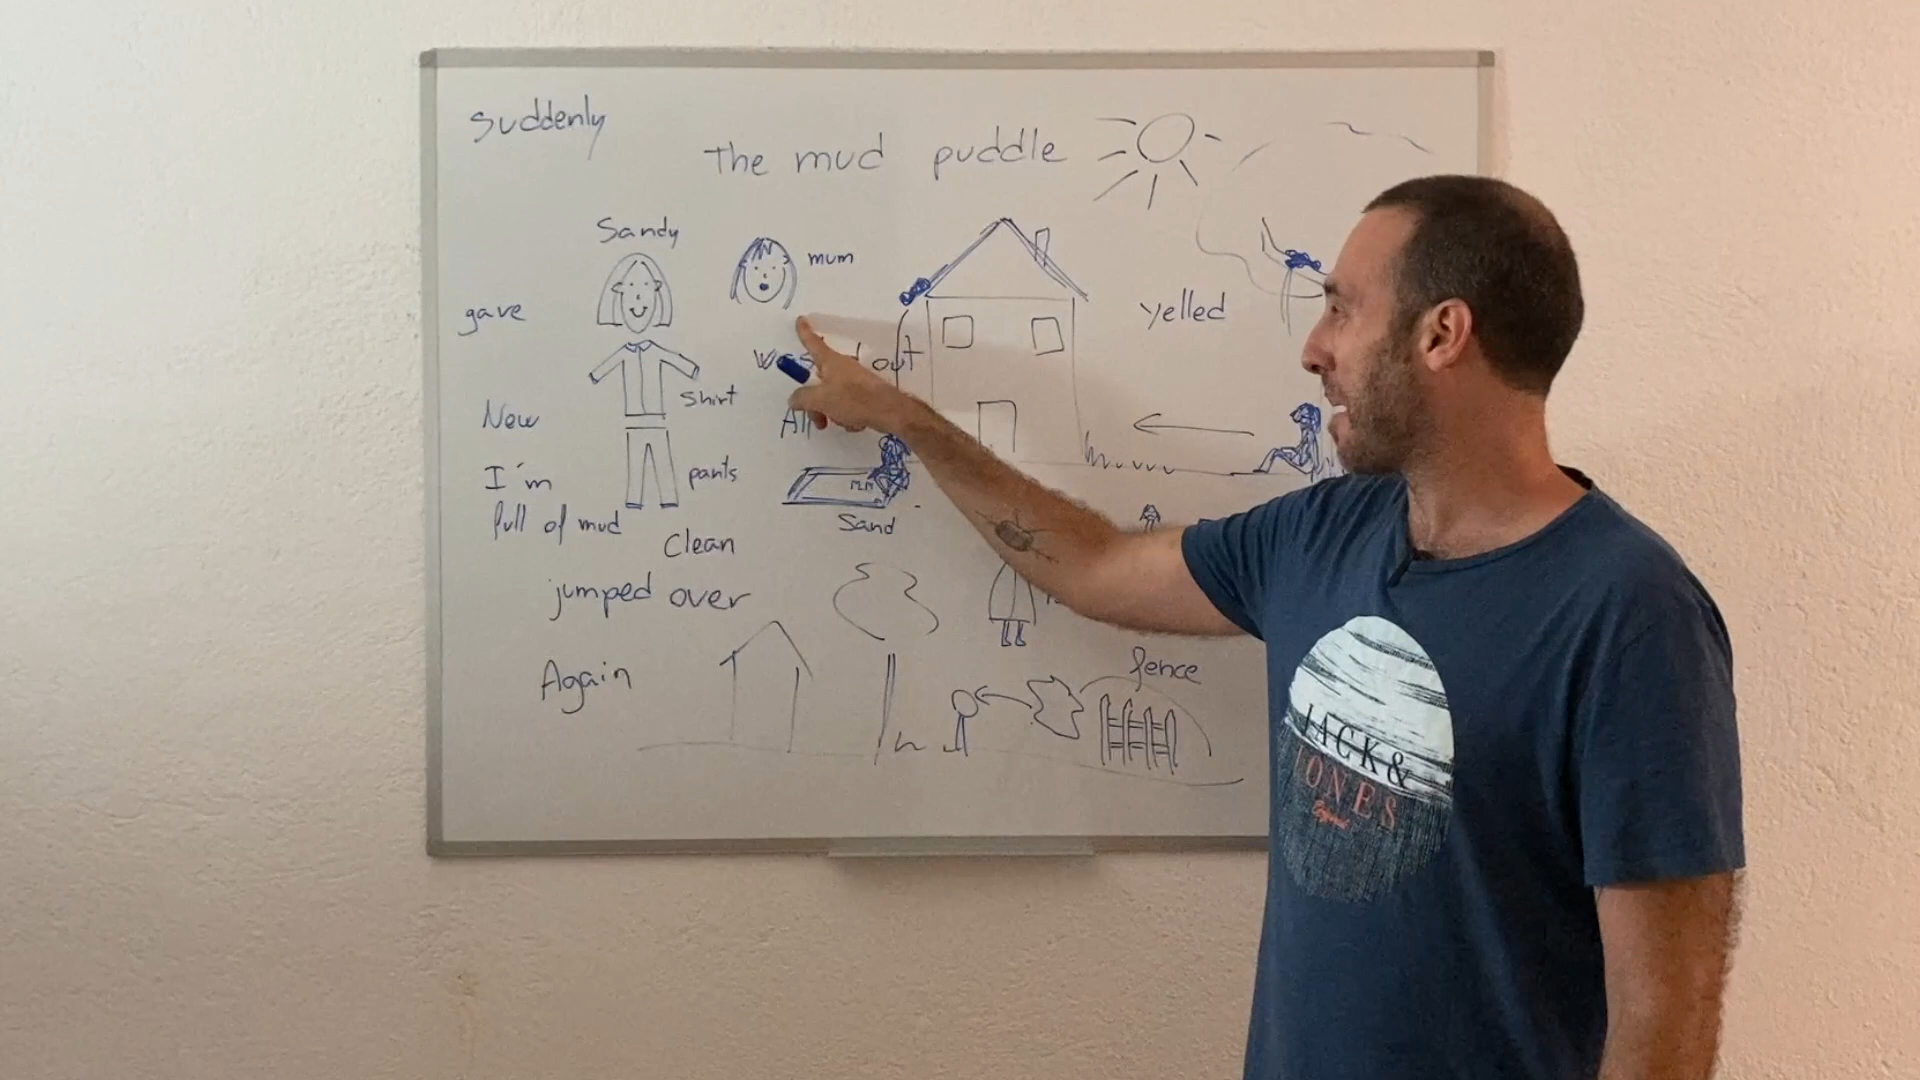 Suddenly
The mud puddle
Sandy
mum
gave
yelled
out
shirt
New
pants
I'm
full of mud
Sand
Clean
jumped over
Again
fence
JACK &
JONES